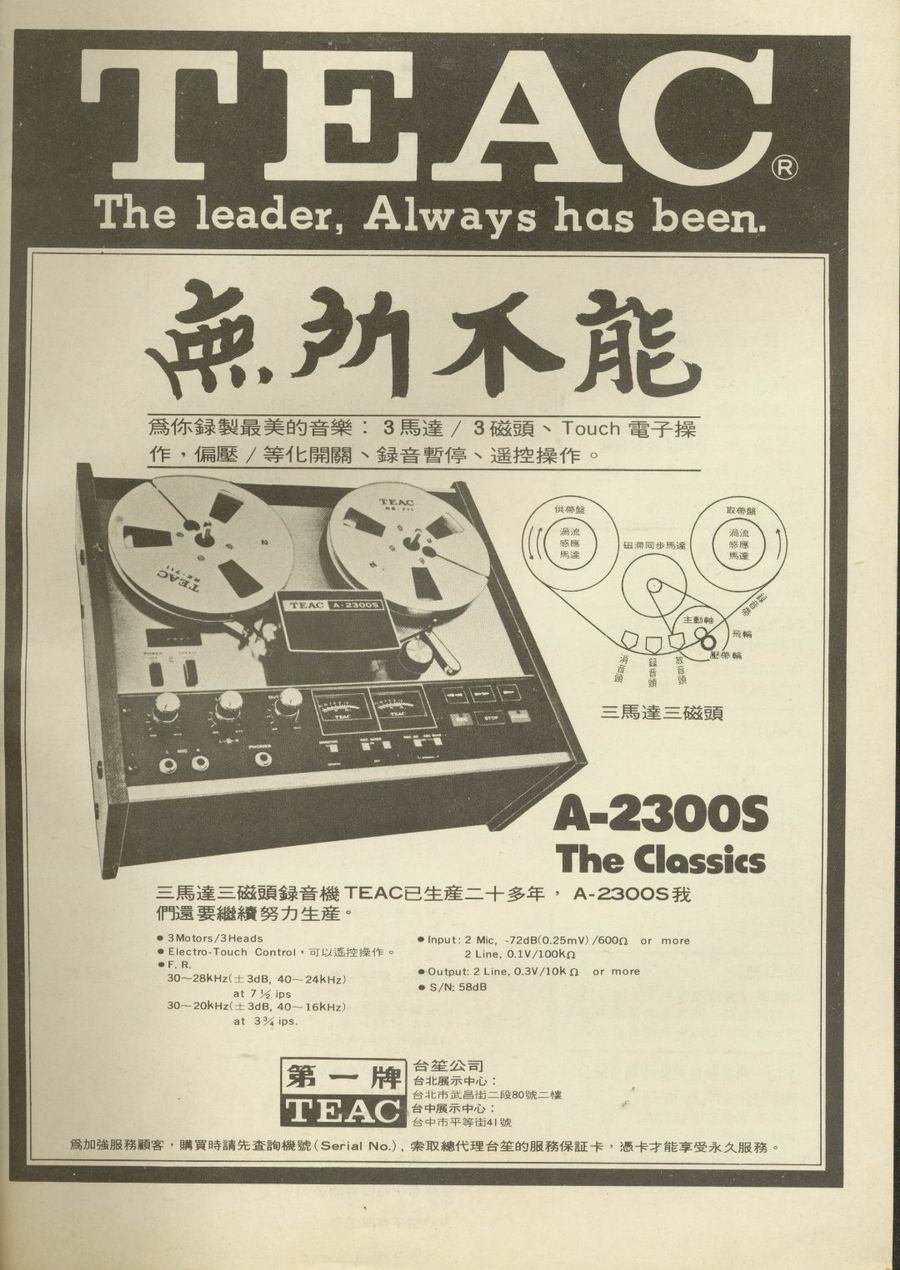 TEAC®
The leader, Always has been.
無所不能
為你錄製最美的音樂：3馬達／3磁頭、Touch 電子操
作，偏壓／等化開關、錄音暫停、遥控操作。
TEAC
TEAC
TEAC A-2300S
POWER
TEAC
TEAC
STOP
MIC
PHONES
供帶盤
渦流
感應
馬達
磁滯同步馬達
取帶盤
渦流
感應
馬達
錄音帶
主動軸
飛輪
壓帶輪
消音頭
錄音頭
放音頭
三馬達三磁頭
A-2300S
The Classics
三馬達三磁頭錄音機TEAC已生產二十多年，A-2300S我
們還要繼續努力生產。
● 3Motors/3Heads
● Electro-Touch Control，可以遙控操作。
● F. R.
30～28kHz(±3dB, 40～24kHz)
at 7½ ips
30～20kHz(±3dB, 40～16kHz)
at 3¾ ips.
● Input: 2 Mic, -72dB(0.25mV) /600Ω or more
2 Line, 0.1V/100kΩ
● Output: 2 Line, 0.3V/10kΩ or more
● S/N: 58dB
第一牌
TEAC
台笙公司
台北展示中心：
台北市武昌街二段80號二樓
台中展示中心：
台中市平等街41號
為加強服務顧客，購買時請先查詢機號(Serial No.)，索取總代理台笙的服務保証卡，憑卡才能享受永久服務。